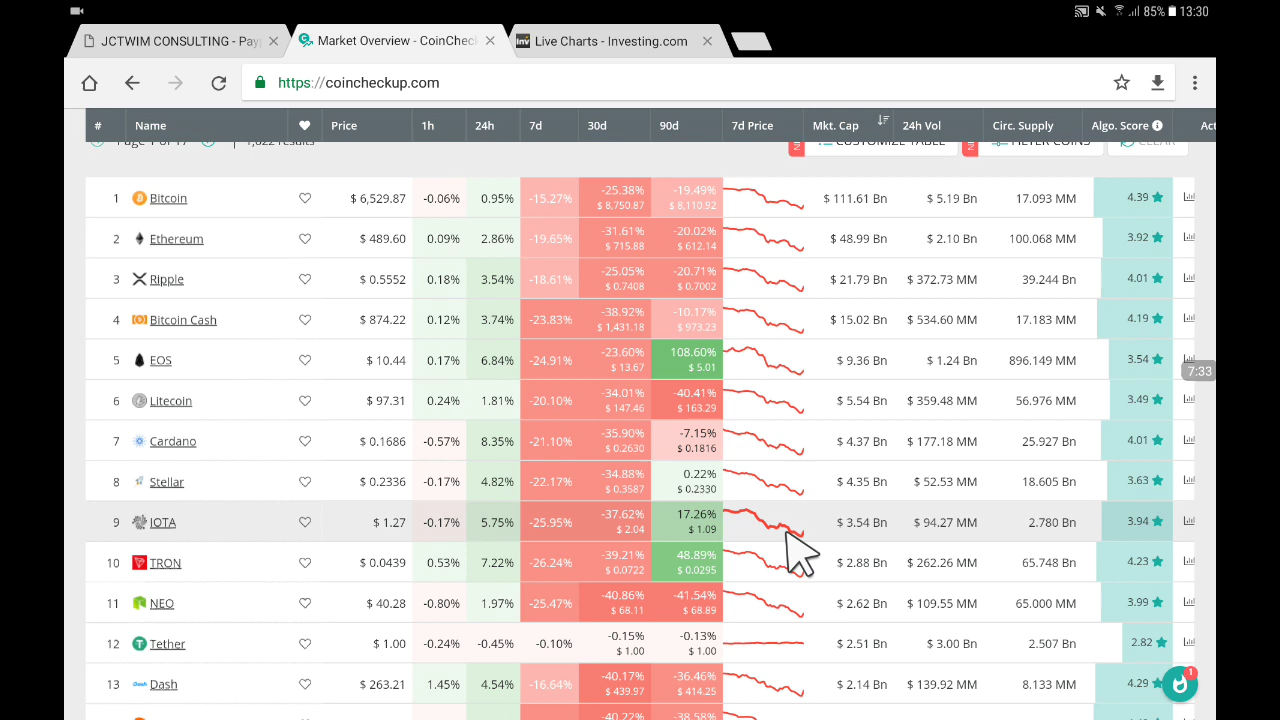 85% 13:30
JCTWIM CONSULTING - Pay Market Overview - CoinChec Live Charts - Investing.com
https://coincheckup.com
# Name Price 1h 24h 7d 30d 90d 7d Price Mkt. Cap 24h Vol Circ. Supply Algo. Score Act
Page 1 of 17 1,622 results CUSTOMIZE TABLE FILTER COINS CLEAR
1 Bitcoin $ 6,529.87 -0.06% 0.95% -15.27% -25.38% -19.49% $ 111.61 Bn $ 5.19 Bn 17.093 MM 4.39
$ 8,750.87 $ 8,110.92
2 Ethereum $ 489.60 0.09% 2.86% -19.65% -31.61% -20.02% $ 48.99 Bn $ 2.10 Bn 100.068 MM 3.92
$ 715.88 $ 612.14
3 Ripple $ 0.5552 0.18% 3.54% -18.61% -25.05% -20.71% $ 21.79 Bn $ 372.73 MM 39.244 Bn 4.01
$ 0.7408 $ 0.7002
4 Bitcoin Cash $ 874.22 0.12% 3.74% -23.83% -38.92% -10.17% $ 15.02 Bn $ 534.60 MM 17.183 MM 4.19
$ 1,431.18 $ 973.23
5 EOS $ 10.44 0.17% 6.84% -24.91% -23.60% 108.60% $ 9.36 Bn $ 1.24 Bn 896.149 MM 3.54
$ 13.67 $ 5.01
7:33
6 Litecoin $ 97.31 0.24% 1.81% -20.10% -34.01% -40.41% $ 5.54 Bn $ 359.48 MM 56.976 MM 3.49
$ 147.46 $ 163.29
7 Cardano $ 0.1686 -0.57% 8.35% -21.10% -35.90% -7.15% $ 4.37 Bn $ 177.18 MM 25.927 Bn 4.01
$ 0.2630 $ 0.1816
8 Stellar $ 0.2336 -0.17% 4.82% -22.17% -34.88% 0.22% $ 4.35 Bn $ 52.53 MM 18.605 Bn 3.63
$ 0.3587 $ 0.2330
9 IOTA $ 1.27 -0.17% 5.75% -25.95% -37.62% 17.26% $ 3.54 Bn $ 94.27 MM 2.780 Bn 3.94
$ 2.04 $ 1.09
10 TRON $ 0.0439 0.53% 7.22% -26.24% -39.21% 48.89% $ 2.88 Bn $ 262.26 MM 65.748 Bn 4.23
$ 0.0722 $ 0.0295
11 NEO $ 40.28 -0.80% 1.97% -25.47% -40.86% -41.54% $ 2.62 Bn $ 109.55 MM 65.000 MM 3.99
$ 68.11 $ 68.89
12 Tether $ 1.00 -0.24% -0.45% -0.10% -0.15% -0.13% $ 2.51 Bn $ 3.00 Bn 2.507 Bn 2.82
$ 1.00 $ 1.00
13 Dash $ 263.21 1.45% 4.54% -16.64% -40.17% -36.46% $ 2.14 Bn $ 139.92 MM 8.133 MM 4.29
$ 439.97 $ 414.25
1
-40.22% -38.58%